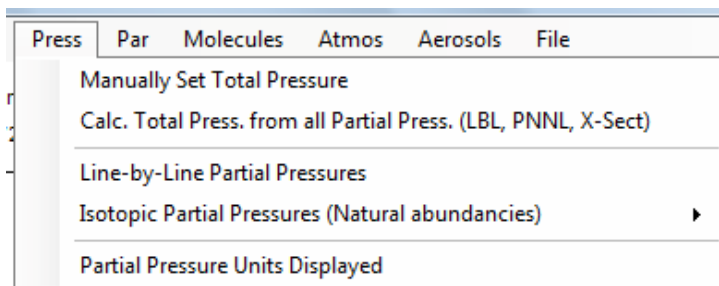 Press Par Molecules Atmos Aerosols File
Manually Set Total Pressure
Calc. Total Press. from all Partial Press. (LBL, PNNL, X-Sect)
Line-by-Line Partial Pressures
Isotopic Partial Pressures (Natural abundancies)
Partial Pressure Units Displayed